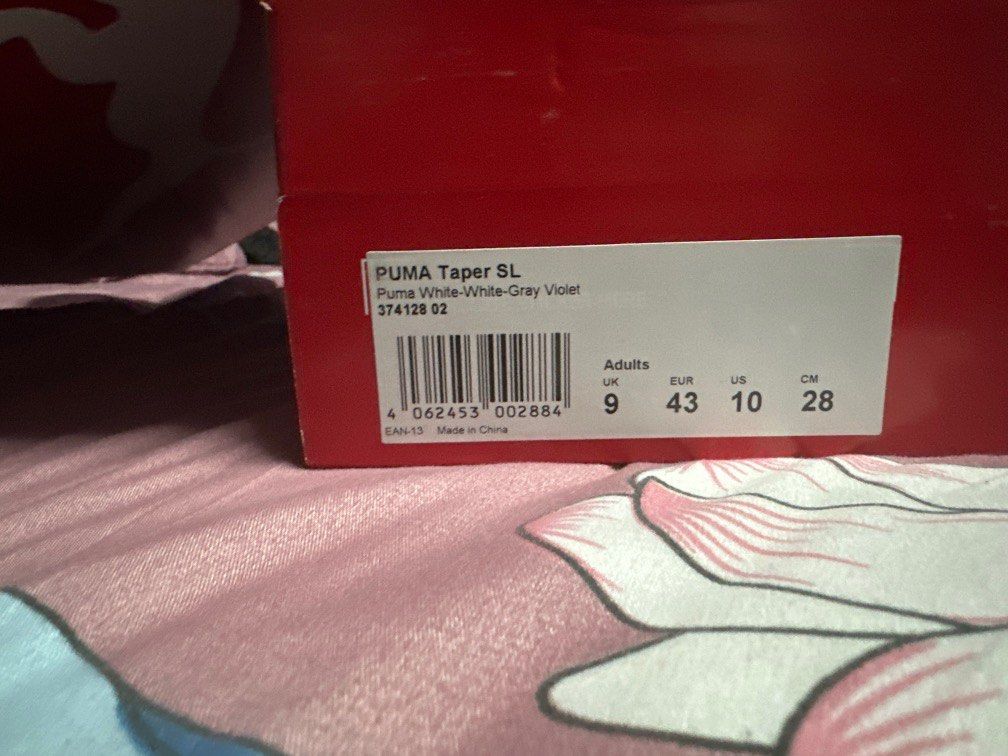 PUMA Taper SL
Puma White-White-Gray Violet
374128 02
Adults
UK EUR US CM
9 43 10 28
4 062453 002884
EAN-13 Made in China